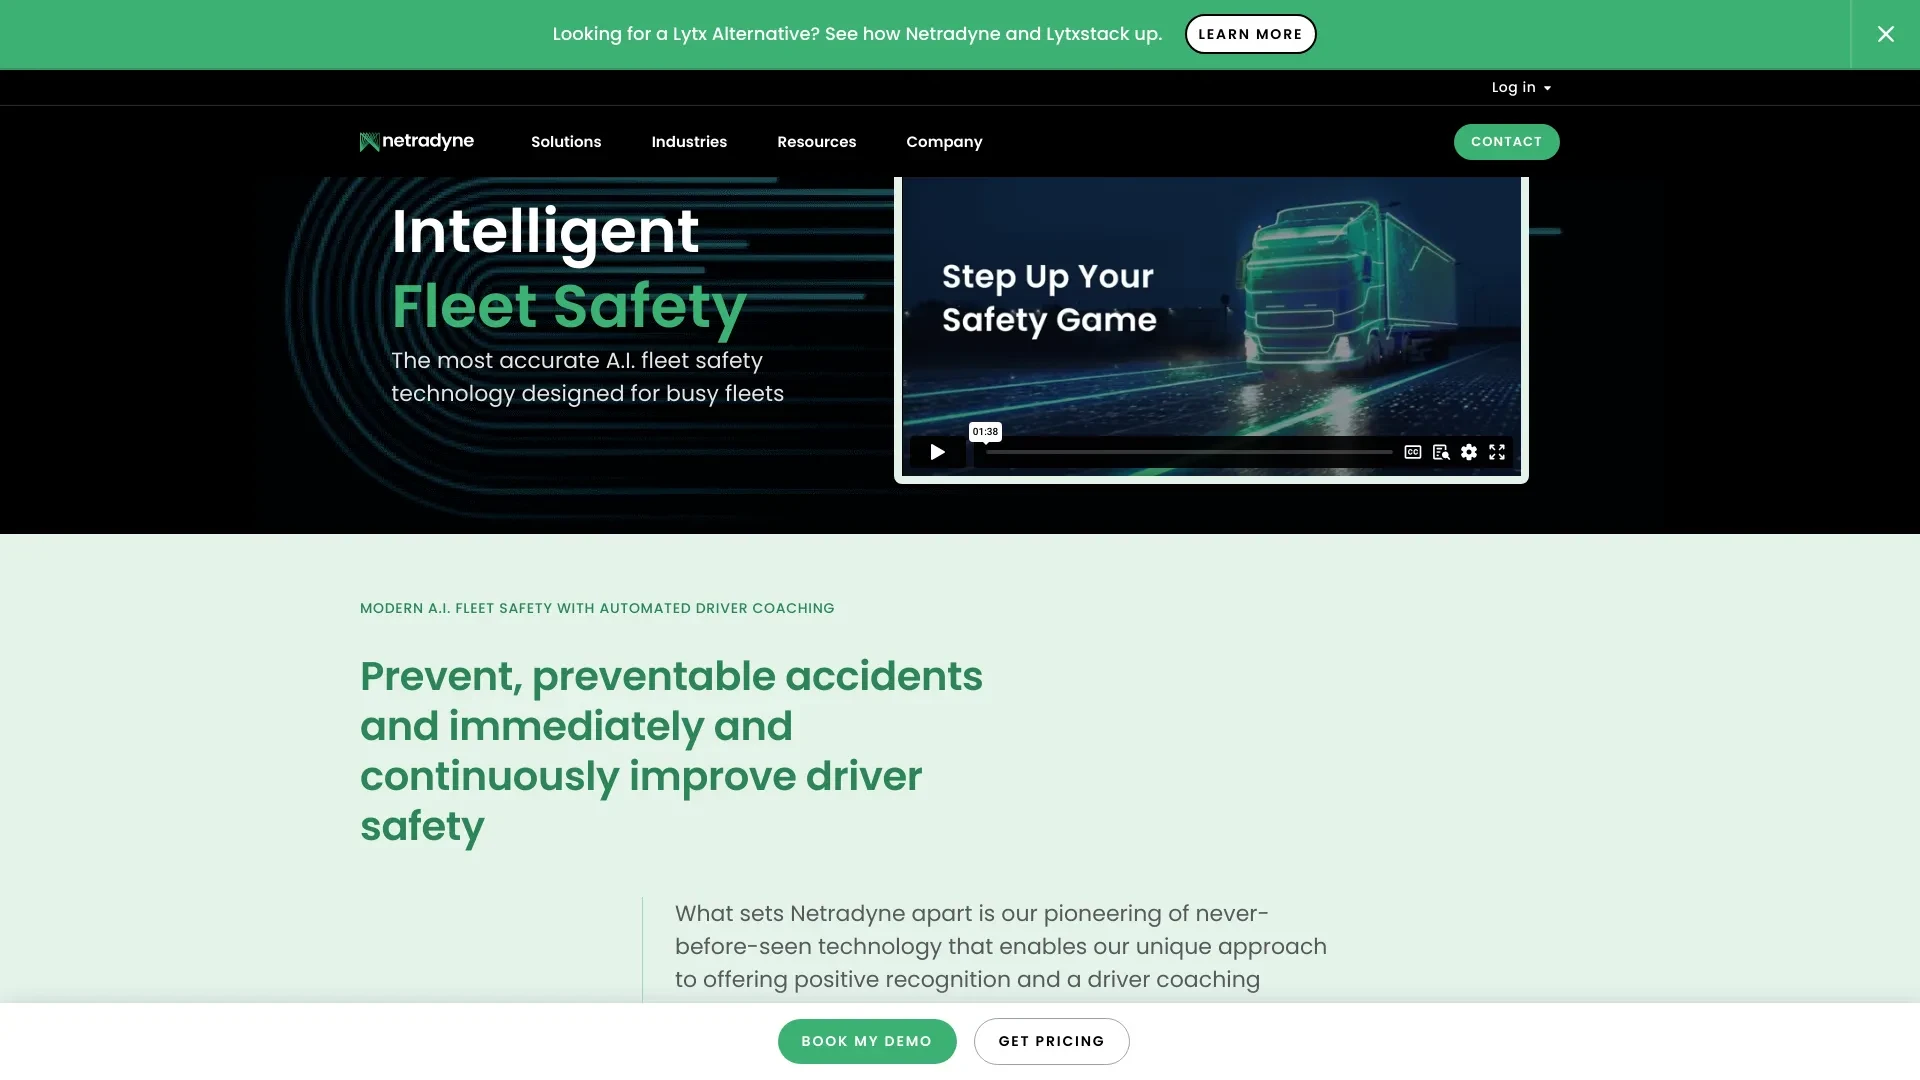 Looking for a Lytx Alternative? See how Netradyne and Lytxstack up.
LEARN MORE
Log in
netradyne
Solutions
Industries
Resources
Company
CONTACT
Intelligent
Fleet Safety
The most accurate A.I. fleet safety
technology designed for busy fleets
Step Up Your
Safety Game
01:38
CC
MODERN A.I. FLEET SAFETY WITH AUTOMATED DRIVER COACHING
Prevent, preventable accidents
and immediately and
continuously improve driver
safety
What sets Netradyne apart is our pioneering of never-
before-seen technology that enables our unique approach
to offering positive recognition and a driver coaching
BOOK MY DEMO
GET PRICING